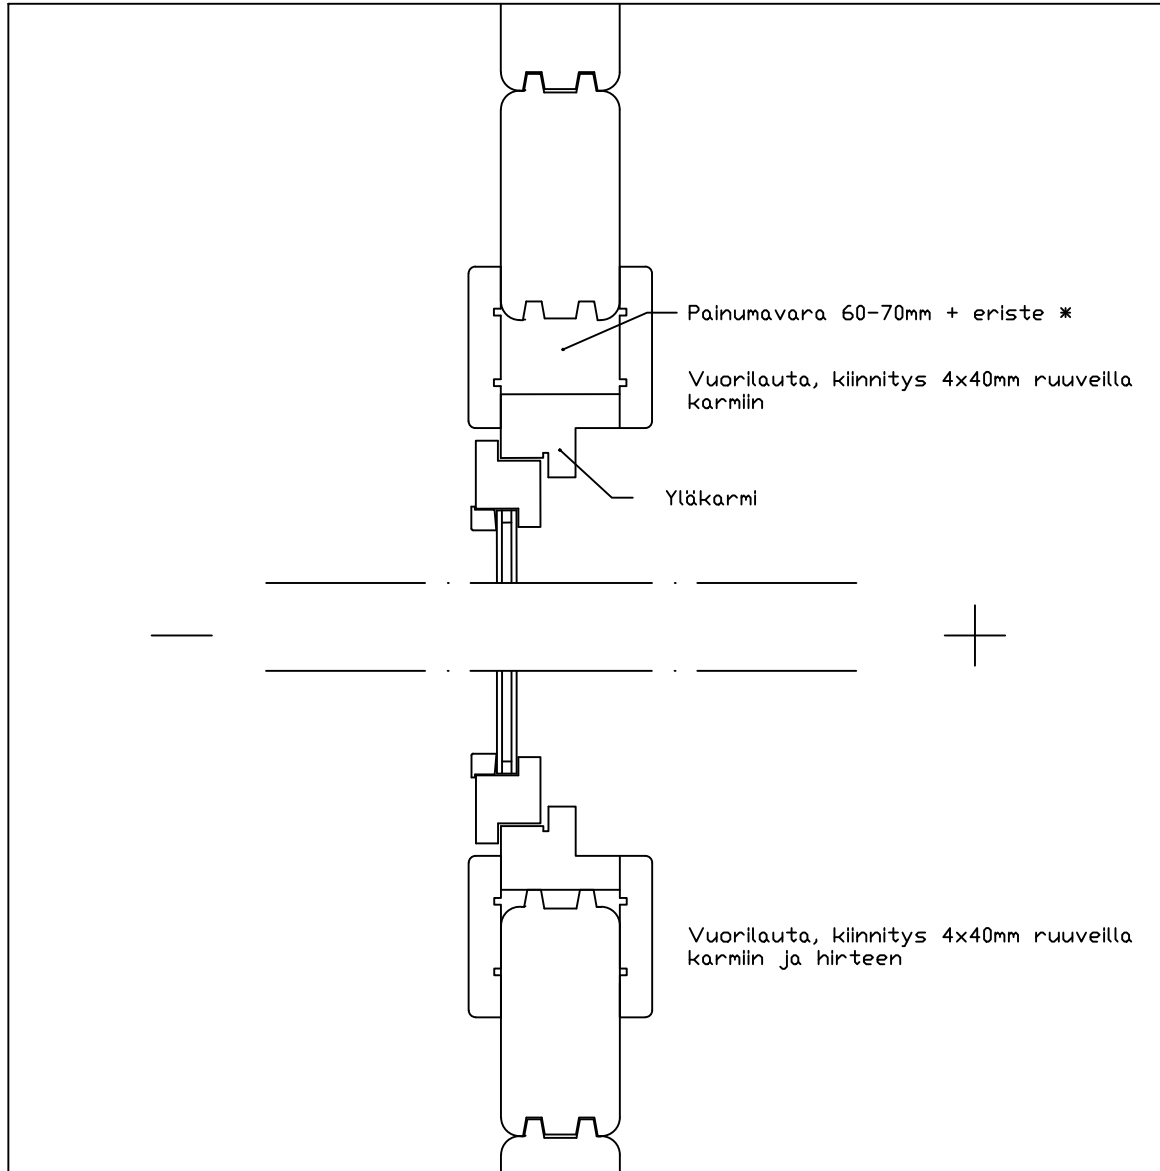 Painumavara 60-70mm + eriste *
Vuorilauta, kiinnitys 4x40mm ruuveilla
karmiin
Yläkarmi
Vuorilauta, kiinnitys 4x40mm ruuveilla
karmiin ja hirteen